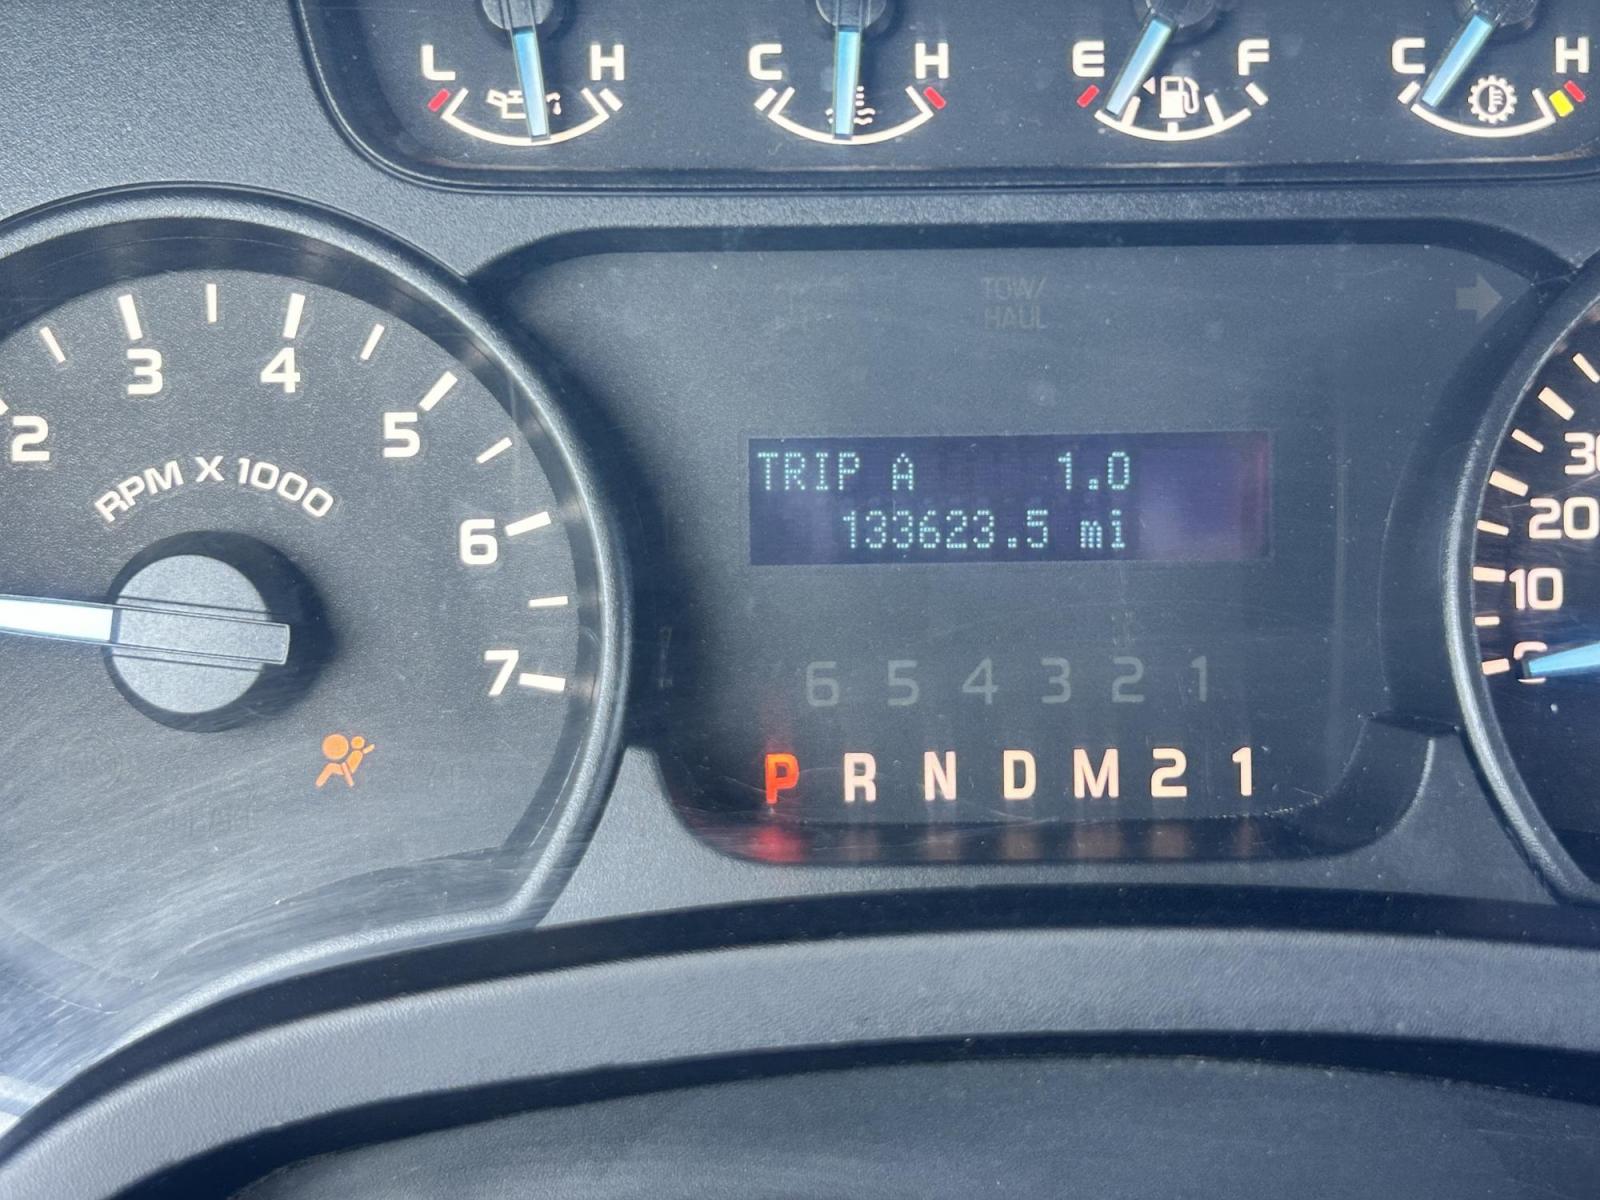 L H C H E F C H
TOW/
HAUL
2 3 4 5 6 7
RPM X 1000
TRIP A 1.0
133623.5 mi
6 5 4 3 2 1
P R N D M 2 1
20
10
0